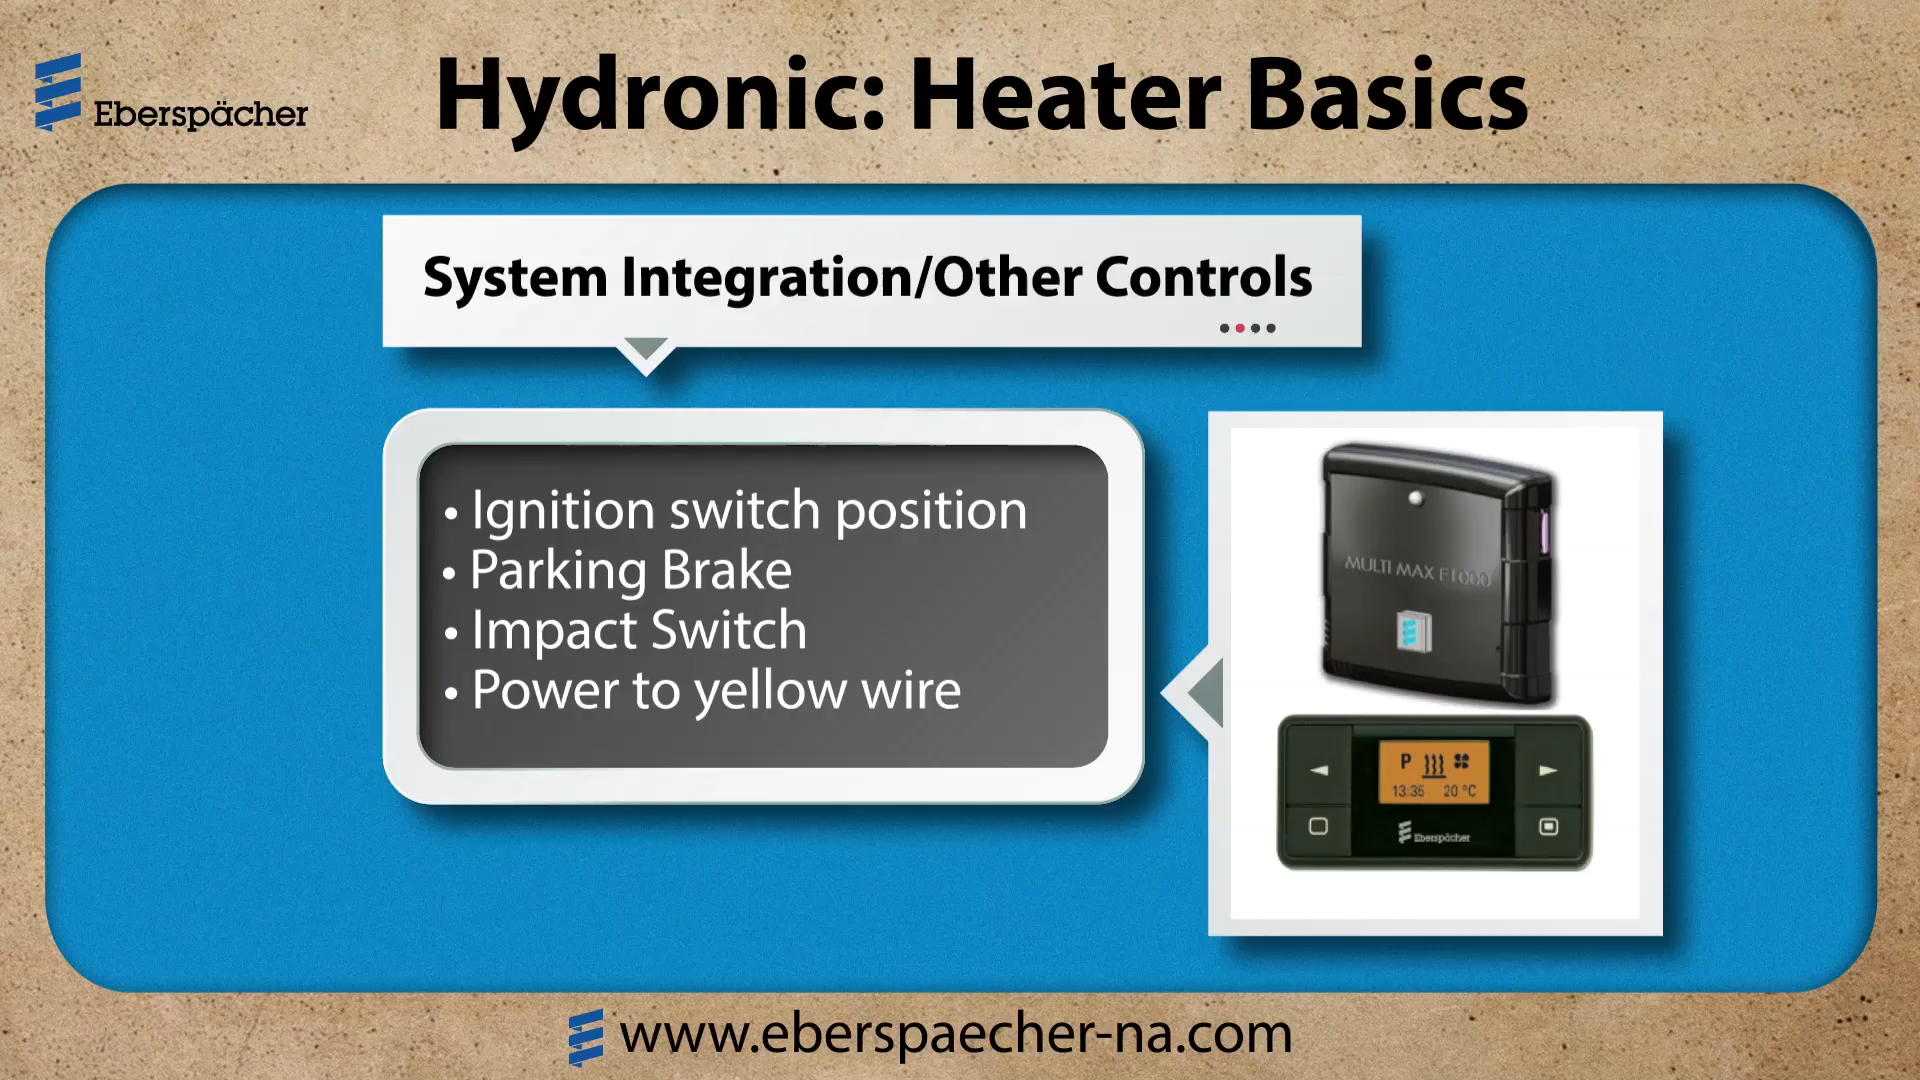 Eberspächer
Hydronic: Heater Basics
System Integration/Other Controls
• Ignition switch position
• Parking Brake
• Impact Switch
• Power to yellow wire
MULTI MAX F1000
P
13:35 20 °C
Eberspächer
www.eberspaecher-na.com